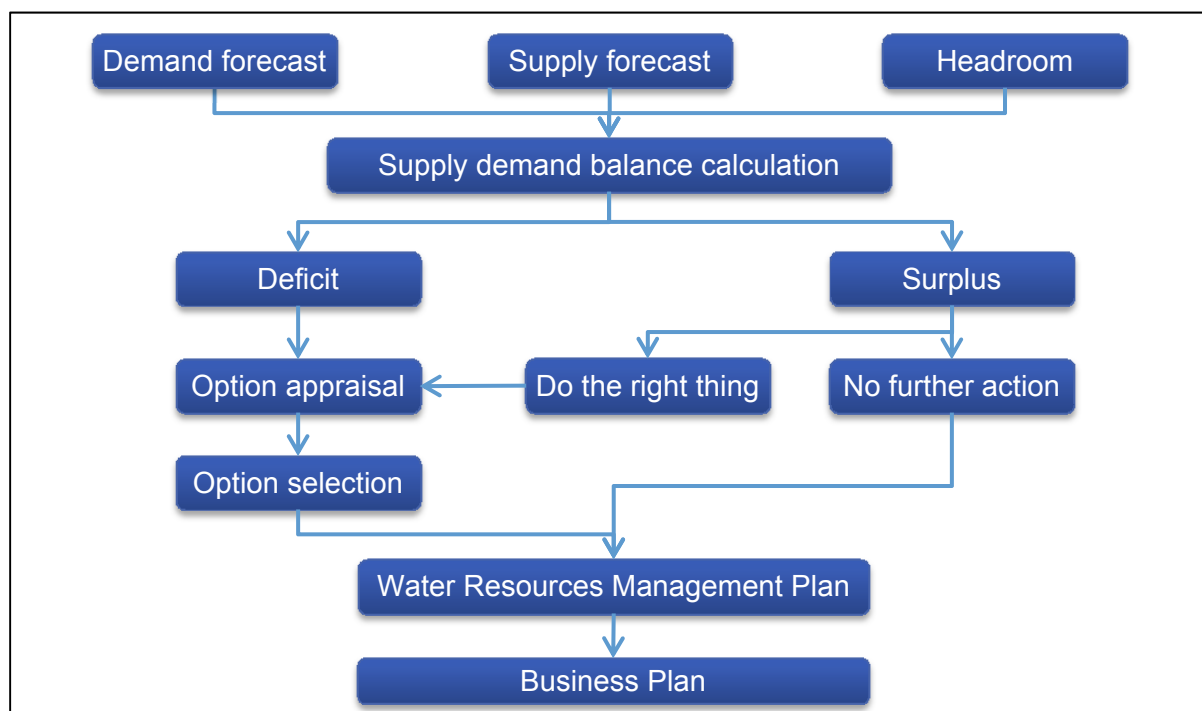 Demand forecast
Supply forecast
Headroom
Supply demand balance calculation
Deficit
Surplus
Option appraisal
Do the right thing
No further action
Option selection
Water Resources Management Plan
Business Plan